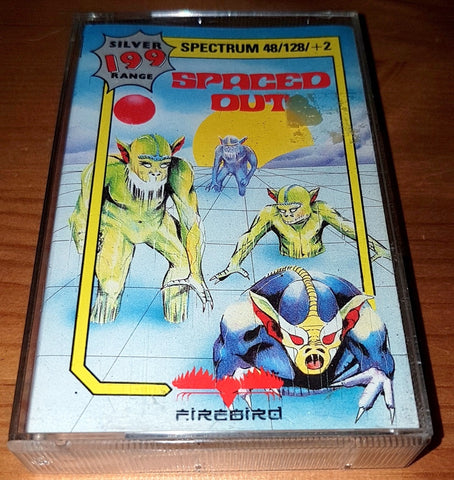 SILVER
199
RANGE
SPECTRUM 48/128/+2
SPACED
OUT
FIREBIRD